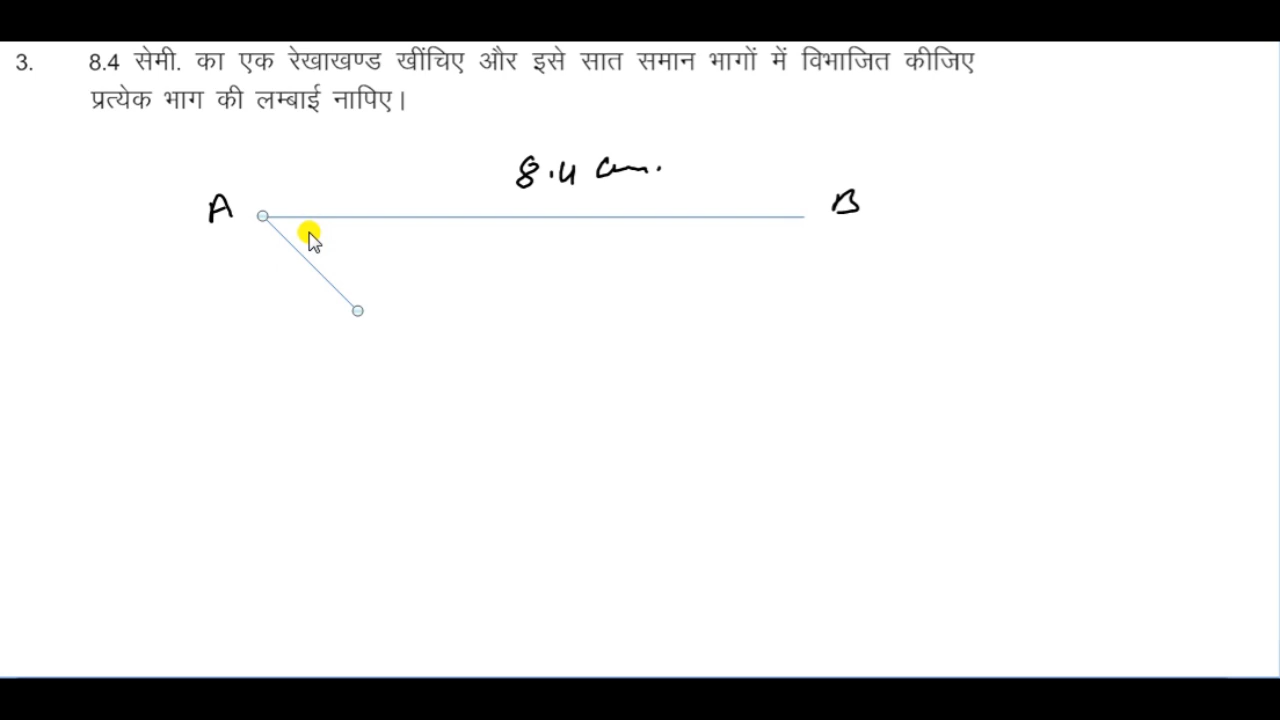 3. 8.4 सेमी. का एक रेखाखण्ड खींचिए और इसे सात समान भागों में विभाजित कीजिए
प्रत्येक भाग की लम्बाई नापिए।
8.4 cm.
A B